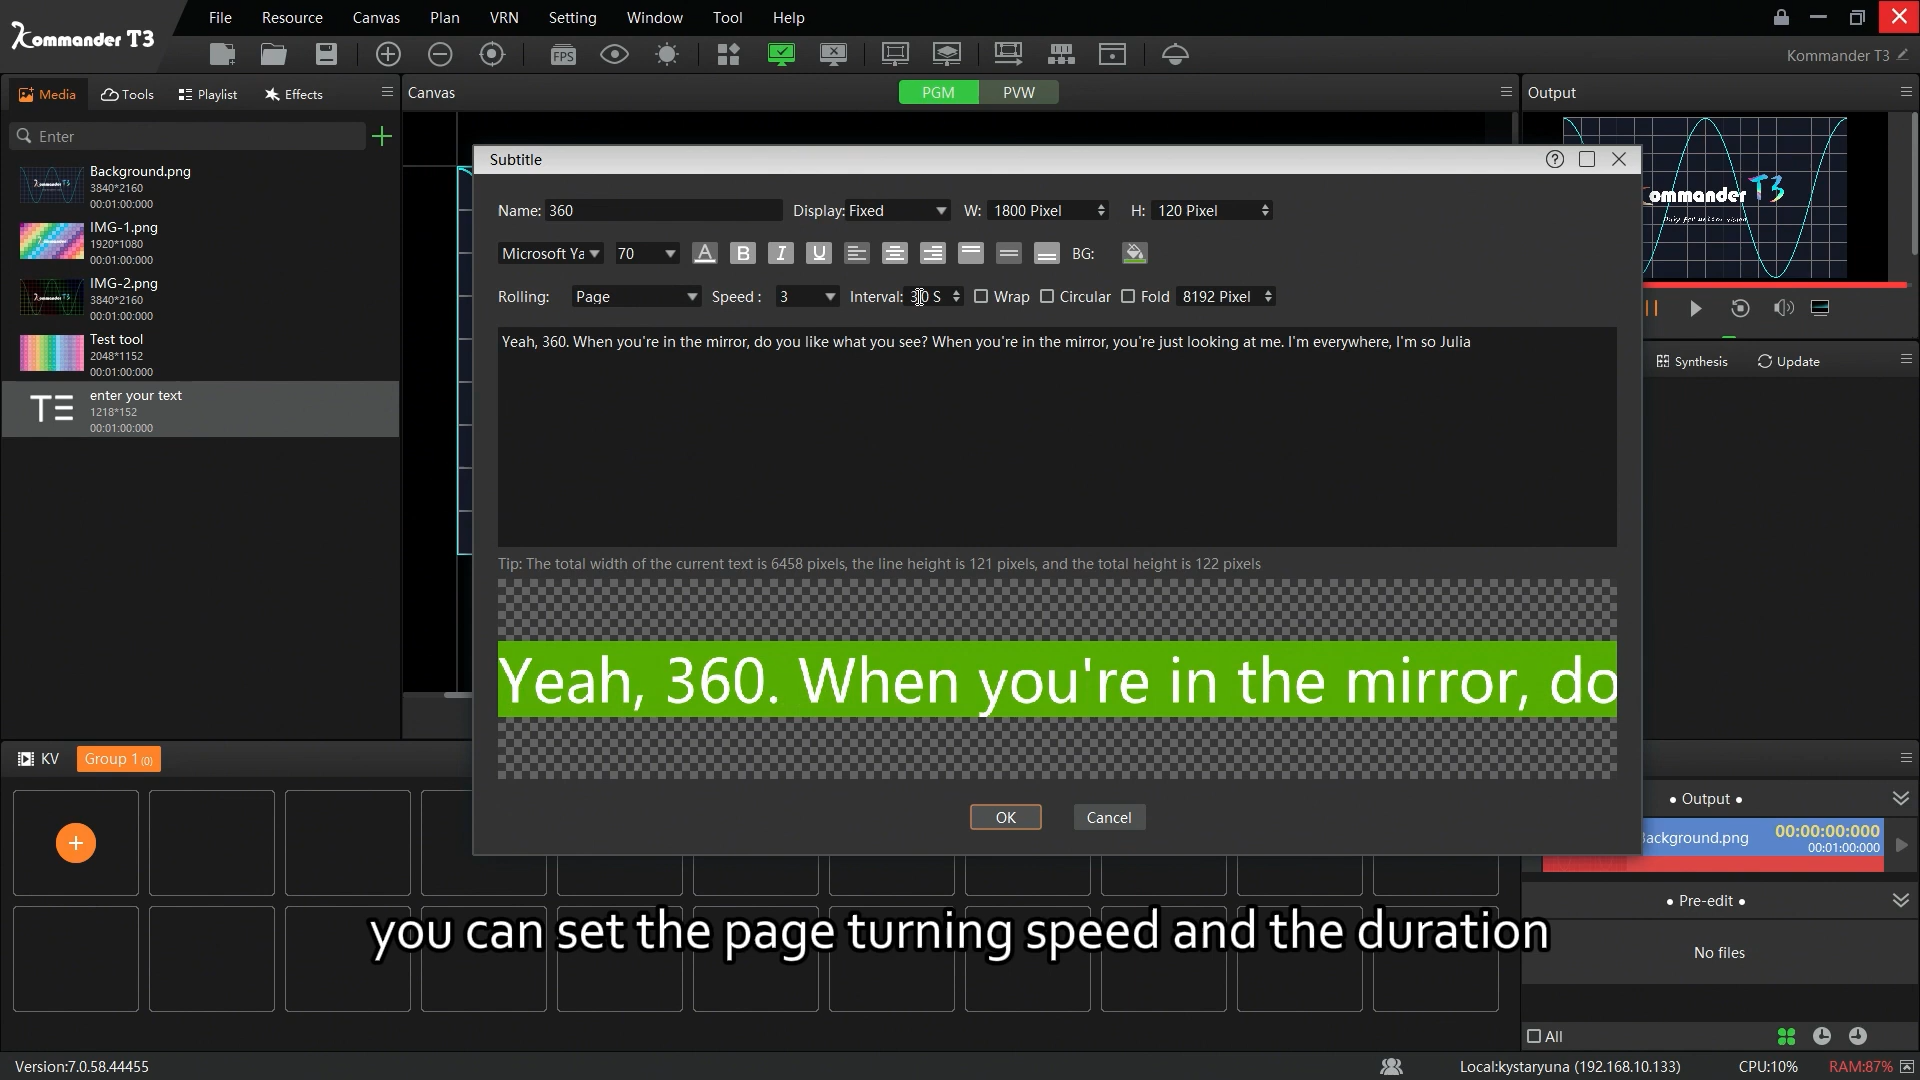 Kommander T3
File Resource Canvas Plan VRN Setting Window Tool Help
FPS
Kommander T3
Media Tools Playlist Effects
Canvas
PGM PVW
Output
Enter
Background.png
3840*2160
00:01:00:000
IMG-1.png
1920*1080
00:01:00:000
IMG-2.png
3840*2160
00:01:00:000
Test tool
2048*1152
00:01:00:000
enter your text
1218*152
00:01:00:000
Subtitle
Name: 360 Display: Fixed W: 1800 Pixel H: 120 Pixel
Microsoft Ya 70 A B I U BG:
Rolling: Page Speed : 3 Interval: S Wrap Circular Fold 8192 Pixel
Yeah, 360. When you're in the mirror, do you like what you see? When you're in the mirror, you're just looking at me. I'm everywhere, I'm so Julia
Tip: The total width of the current text is 6458 pixels, the line height is 121 pixels, and the total height is 122 pixels
Yeah, 360. When you're in the mirror, do
OK Cancel
ommander T3
Synthesis Update
KV Group 1 (0)
• Output •
Background.png 00:00:00:000
00:01:00:000
• Pre-edit •
No files
you can set the page turning speed and the duration
All
Version:7.0.58.44455
Local:kystaryuna (192.168.10.133) CPU:10% RAM:87%